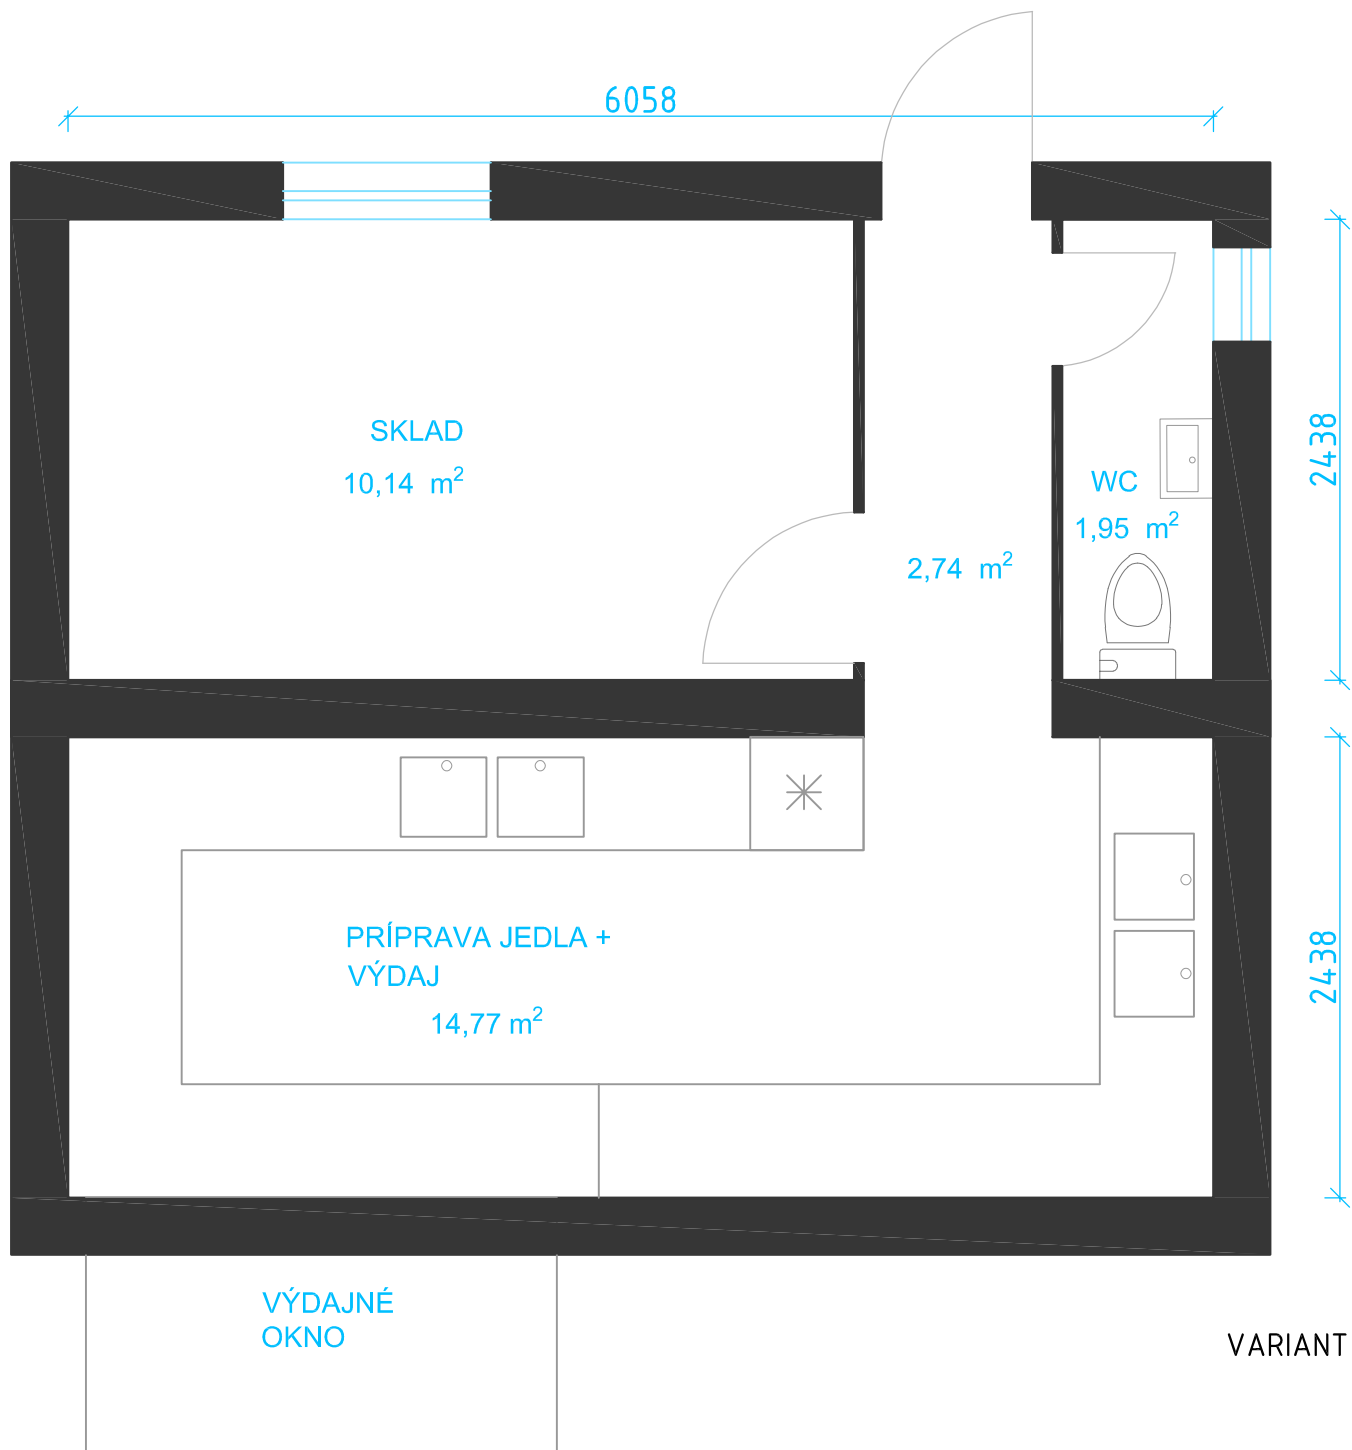 6058
SKLAD
10,14 m²
2438
WC
1,95 m²
2,74 m²
PRÍPRAVA JEDLA +
VÝDAJ
14,77 m²
2438
VÝDAJNÉ
OKNO
VARIANT